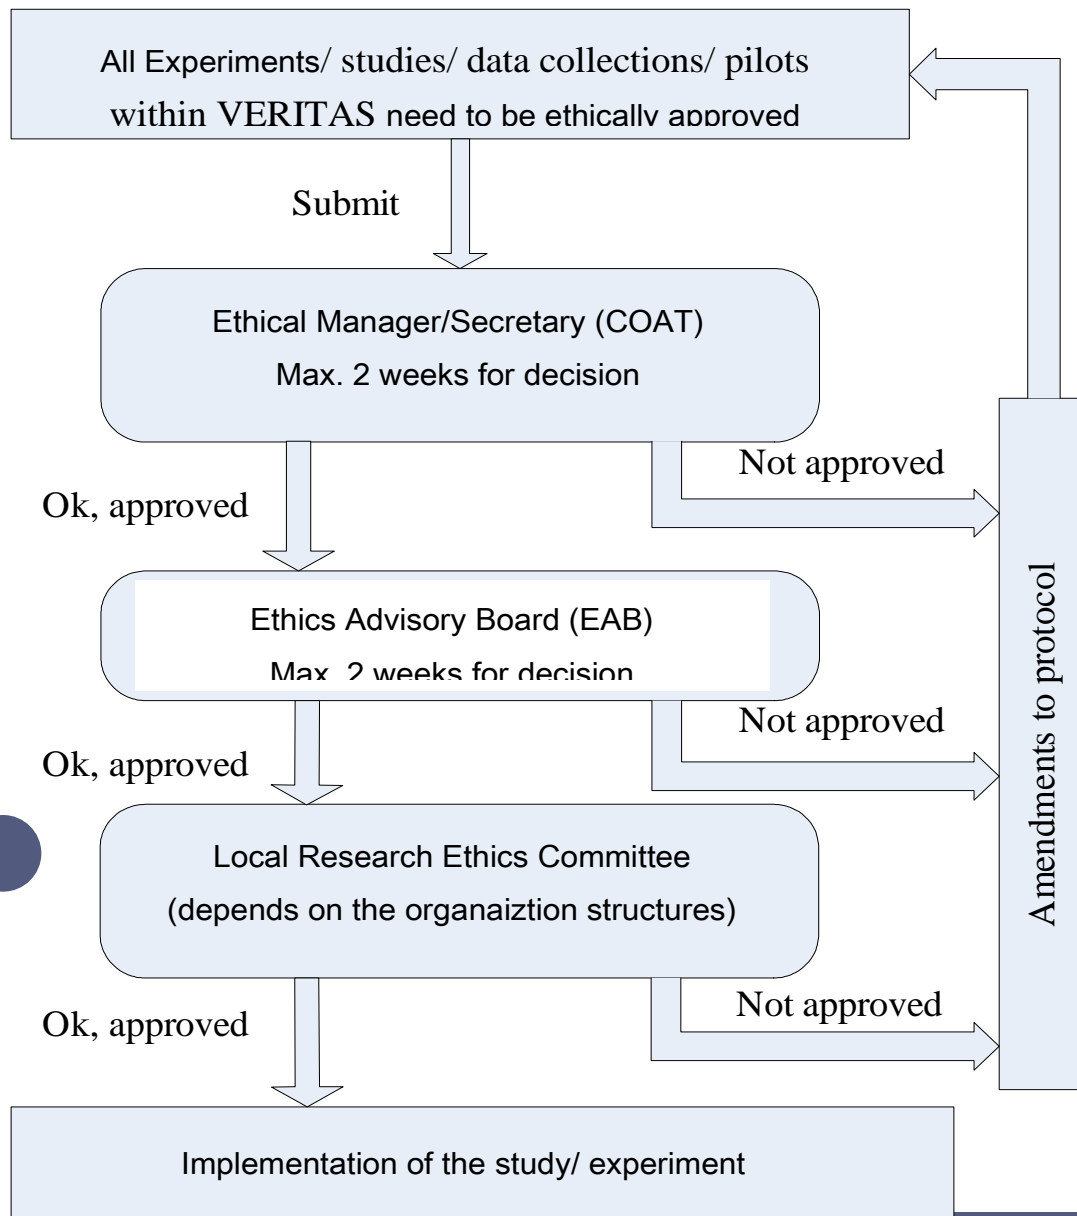 All Experiments/ studies/ data collections/ pilots
within VERITAS need to be ethically approved
Submit
Ethical Manager/Secretary (COAT)
Max. 2 weeks for decision
Not approved
Ok, approved
Ethics Advisory Board (EAB)
Max. 2 weeks for decision
Not approved
Ok, approved
Local Research Ethics Committee
(depends on the organaiztion structures)
Not approved
Ok, approved
Amendments to protocol
Implementation of the study/ experiment